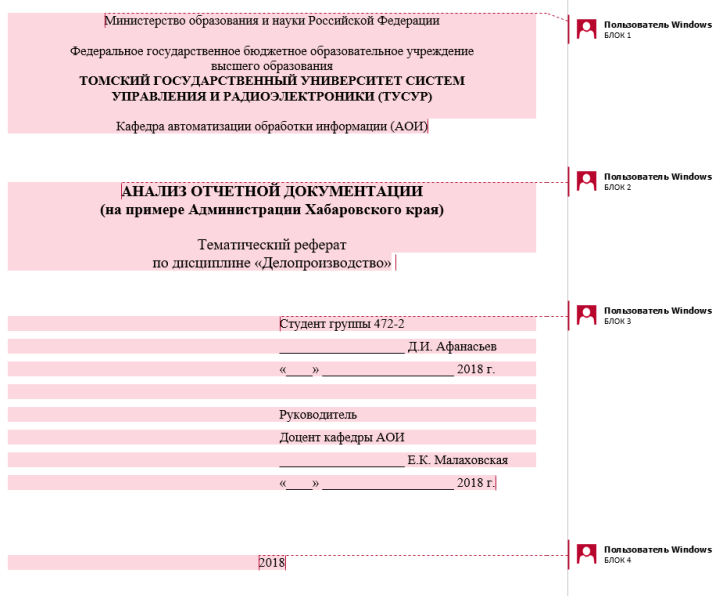 Министерство образования и науки Российской Федерации
Пользователь Windows
БЛОК 1
Федеральное государственное бюджетное образовательное учреждение
высшего образования
ТОМСКИЙ ГОСУДАРСТВЕННЫЙ УНИВЕРСИТЕТ СИСТЕМ
УПРАВЛЕНИЯ И РАДИОЭЛЕКТРОНИКИ (ТУСУР)
Кафедра автоматизации обработки информации (АОИ)
Пользователь Windows
БЛОК 2
АНАЛИЗ ОТЧЕТНОЙ ДОКУМЕНТАЦИИ
(на примере Администрации Хабаровского края)
Тематический реферат
по дисциплине «Делопроизводство»
Пользователь Windows
БЛОК 3
Студент группы 472-2
____________________ Д.И. Афанасьев
«____» _____________________ 2018 г.
Руководитель
Доцент кафедры АОИ
____________________ Е.К. Малаховская
«____» _____________________ 2018 г.
Пользователь Windows
БЛОК 4
2018